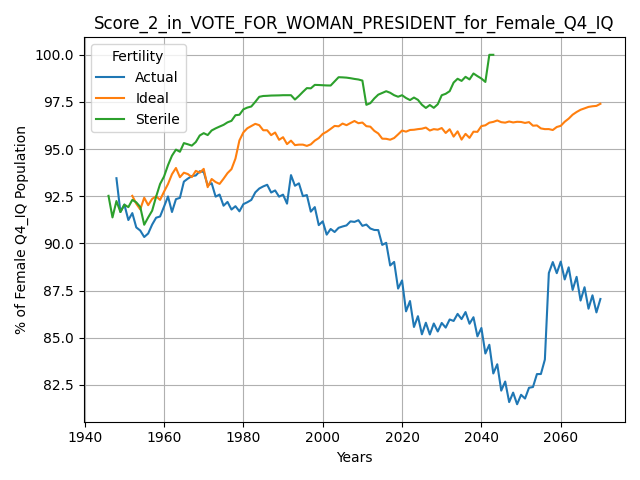 Score_2_in_VOTE_FOR_WOMAN_PRESIDENT_for_Female_Q4_IQ
Fertility
Actual
Ideal
Sterile
% of Female Q4_IQ Population
100.0
97.5
95.0
92.5
90.0
87.5
85.0
82.5
1940
1960
1980
2000
2020
2040
2060
Years